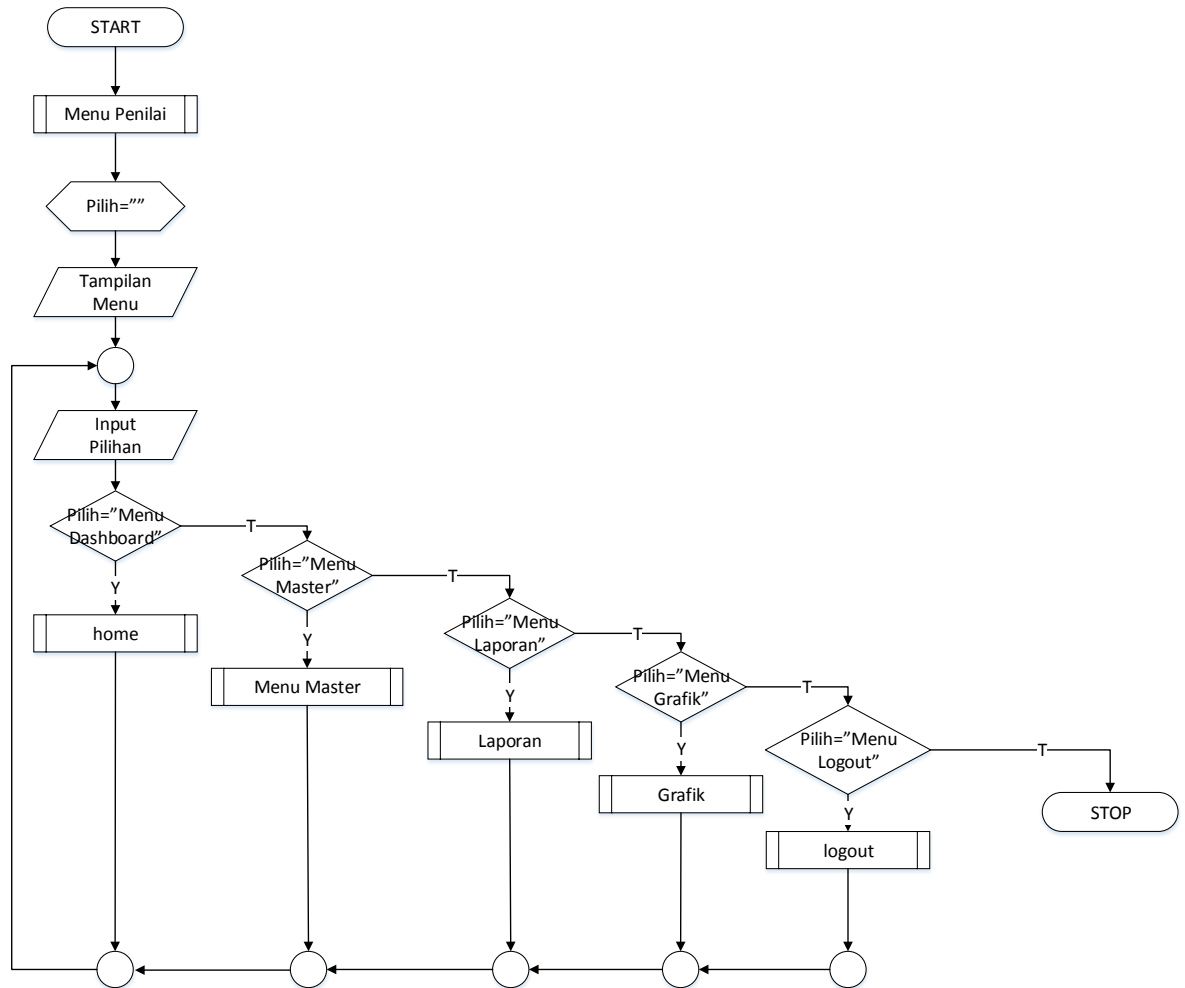 START
Menu Penilai
Pilih=””
Tampilan
Menu
Input
Pilihan
Pilih=”Menu
Dashboard”
T
Y
home
Pilih=”Menu
Master”
T
Y
Menu Master
Pilih=”Menu
Laporan”
T
Y
Laporan
Pilih=”Menu
Grafik”
T
Y
Grafik
Pilih=”Menu
Logout”
T
Y
logout
STOP